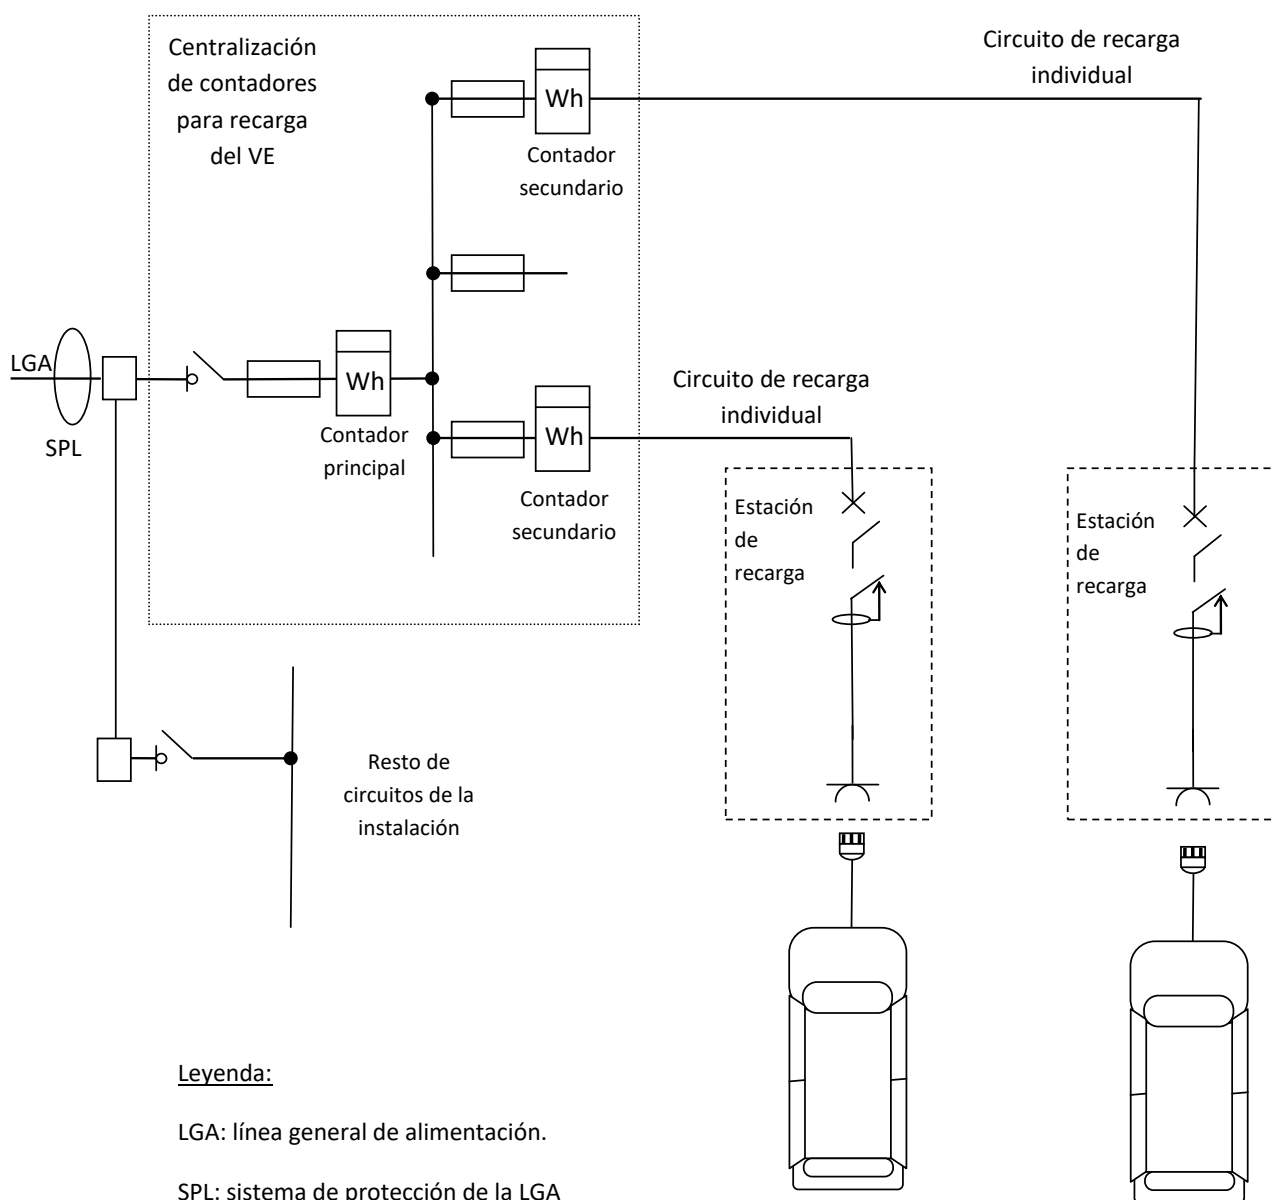 Centralización
de contadores
para recarga
del VE
Wh
Contador
secundario
Circuito de recarga
individual
LGA
SPL
Wh
Contador
principal
Wh
Contador
secundario
Circuito de recarga
individual
Estación
de
recarga
Estación
de
recarga
Resto de
circuitos de la
instalación
Leyenda:
LGA: línea general de alimentación.
SPL: sistema de protección de la LGA